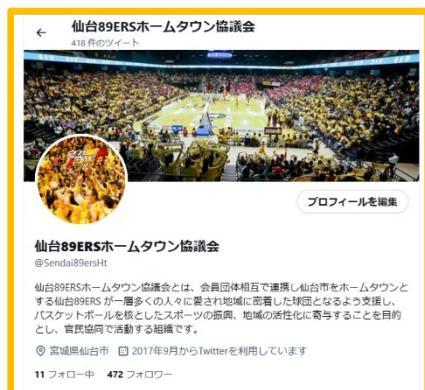 仙台89ERSホームタウン協議会
418 件のツイート
プロフィールを編集
仙台89ERSホームタウン協議会
@Sendai89ersHt
仙台89ERSホームタウン協議会とは、会員団体相互で連携し仙台市をホームタウンと
する仙台89ERS が一層多くの人々に愛され地域に密着した球団となるよう支援し、
バスケットボールを核としたスポーツの振興、地域の活性化に寄与することを目的
とし、官民協同で活動する組織です。
宮城県仙台市 2017年9月からTwitterを利用しています
11 フォロー中 472 フォロワー